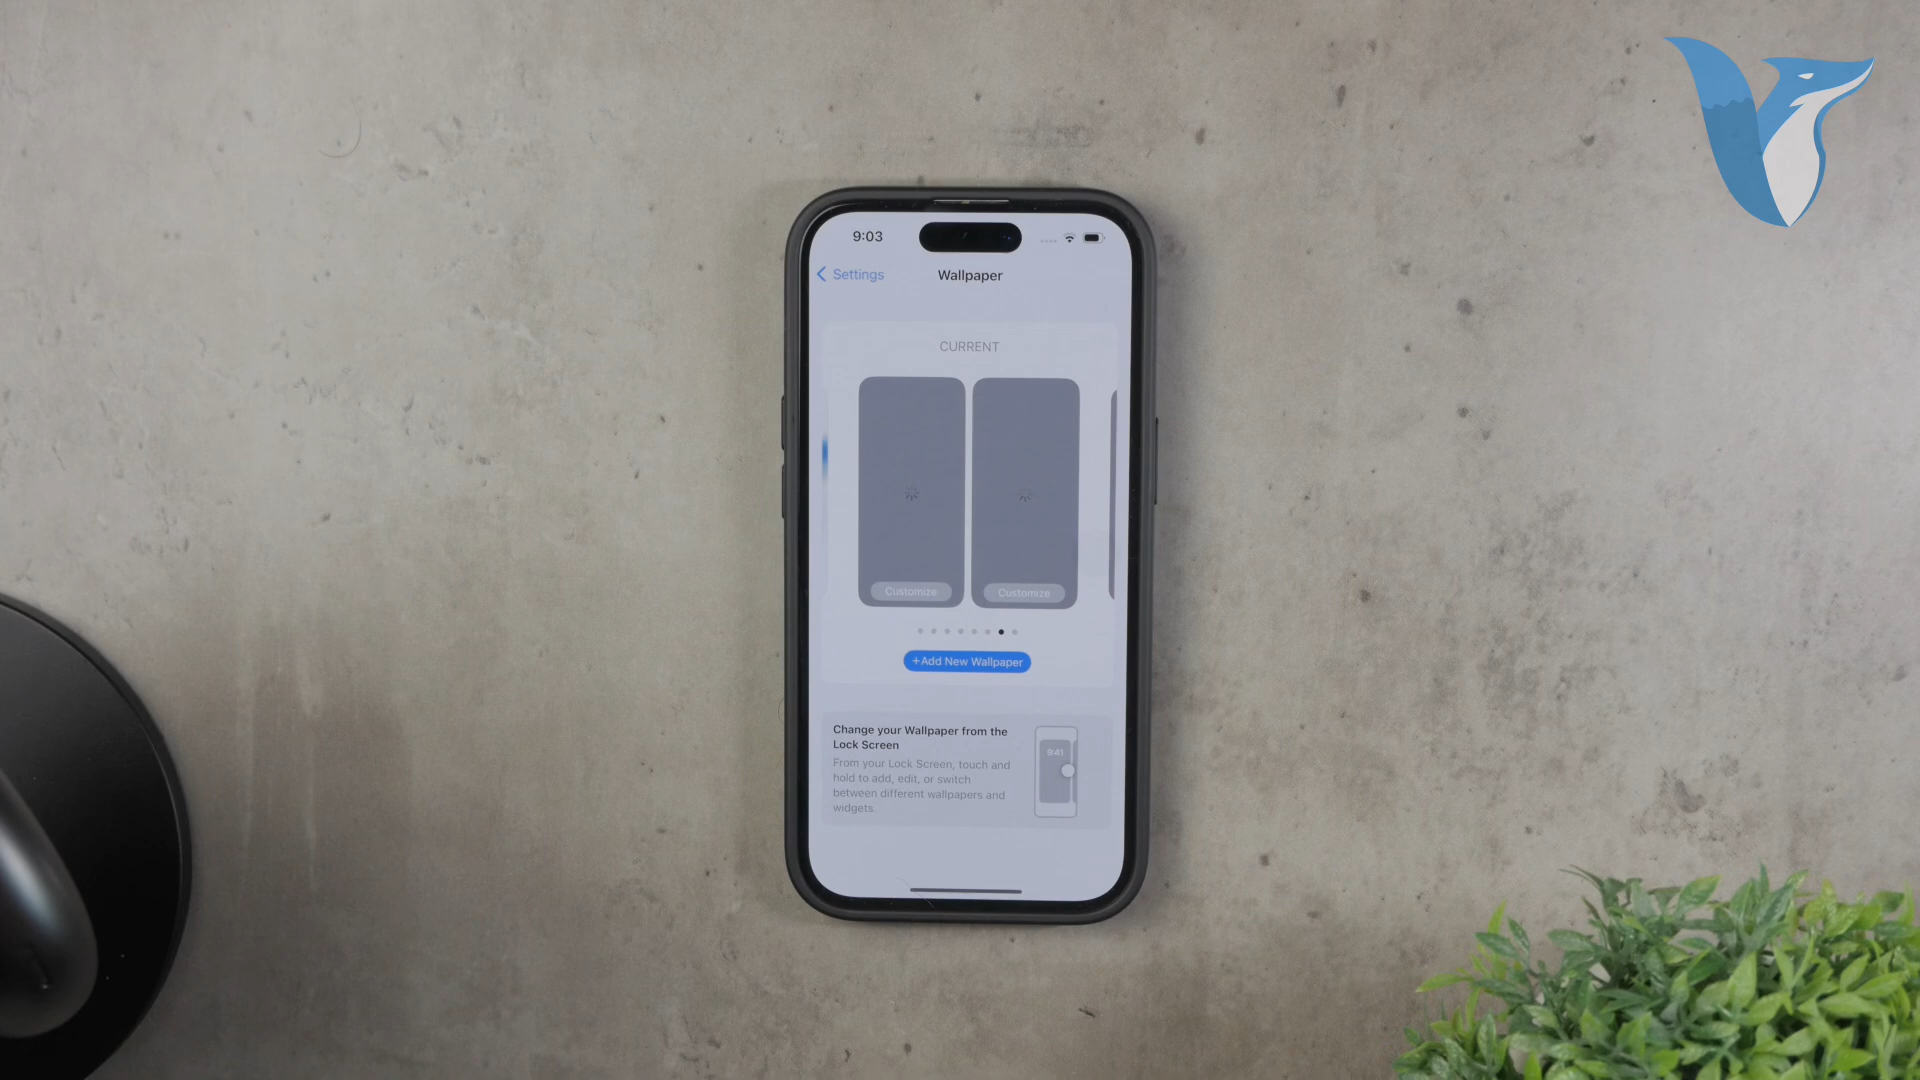 9:03
Settings
Wallpaper
CURRENT
Customize
Customize
+Add New Wallpaper
Change your Wallpaper from the
Lock Screen
9:41
From your Lock Screen, touch and
hold to add, edit, or switch
between different wallpapers and
widgets.